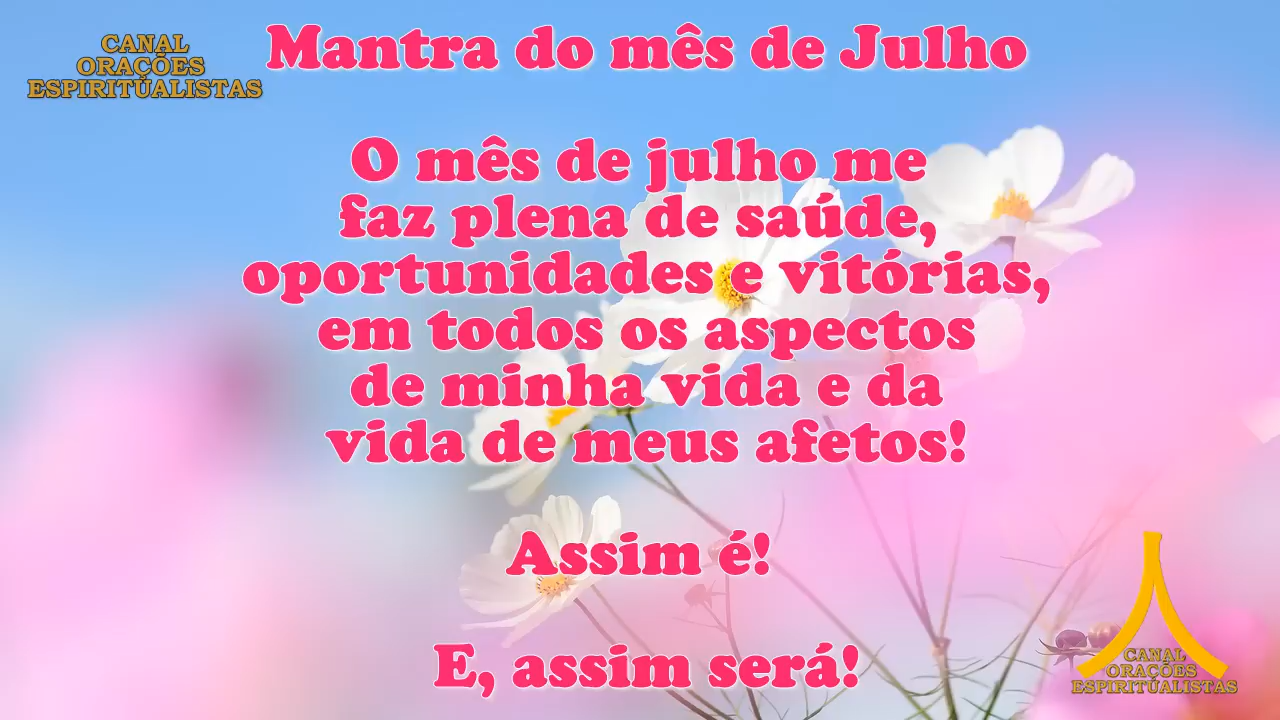 CANAL
ORAÇÕES
ESPIRITUALISTAS
Mantra do mês de Julho
O mês de julho me
faz plena de saúde,
oportunidades e vitórias,
em todos os aspectos
de minha vida e da
vida de meus afetos!
Assim é!
E, assim será!
CANAL
ORAÇÕES
ESPIRITUALISTAS